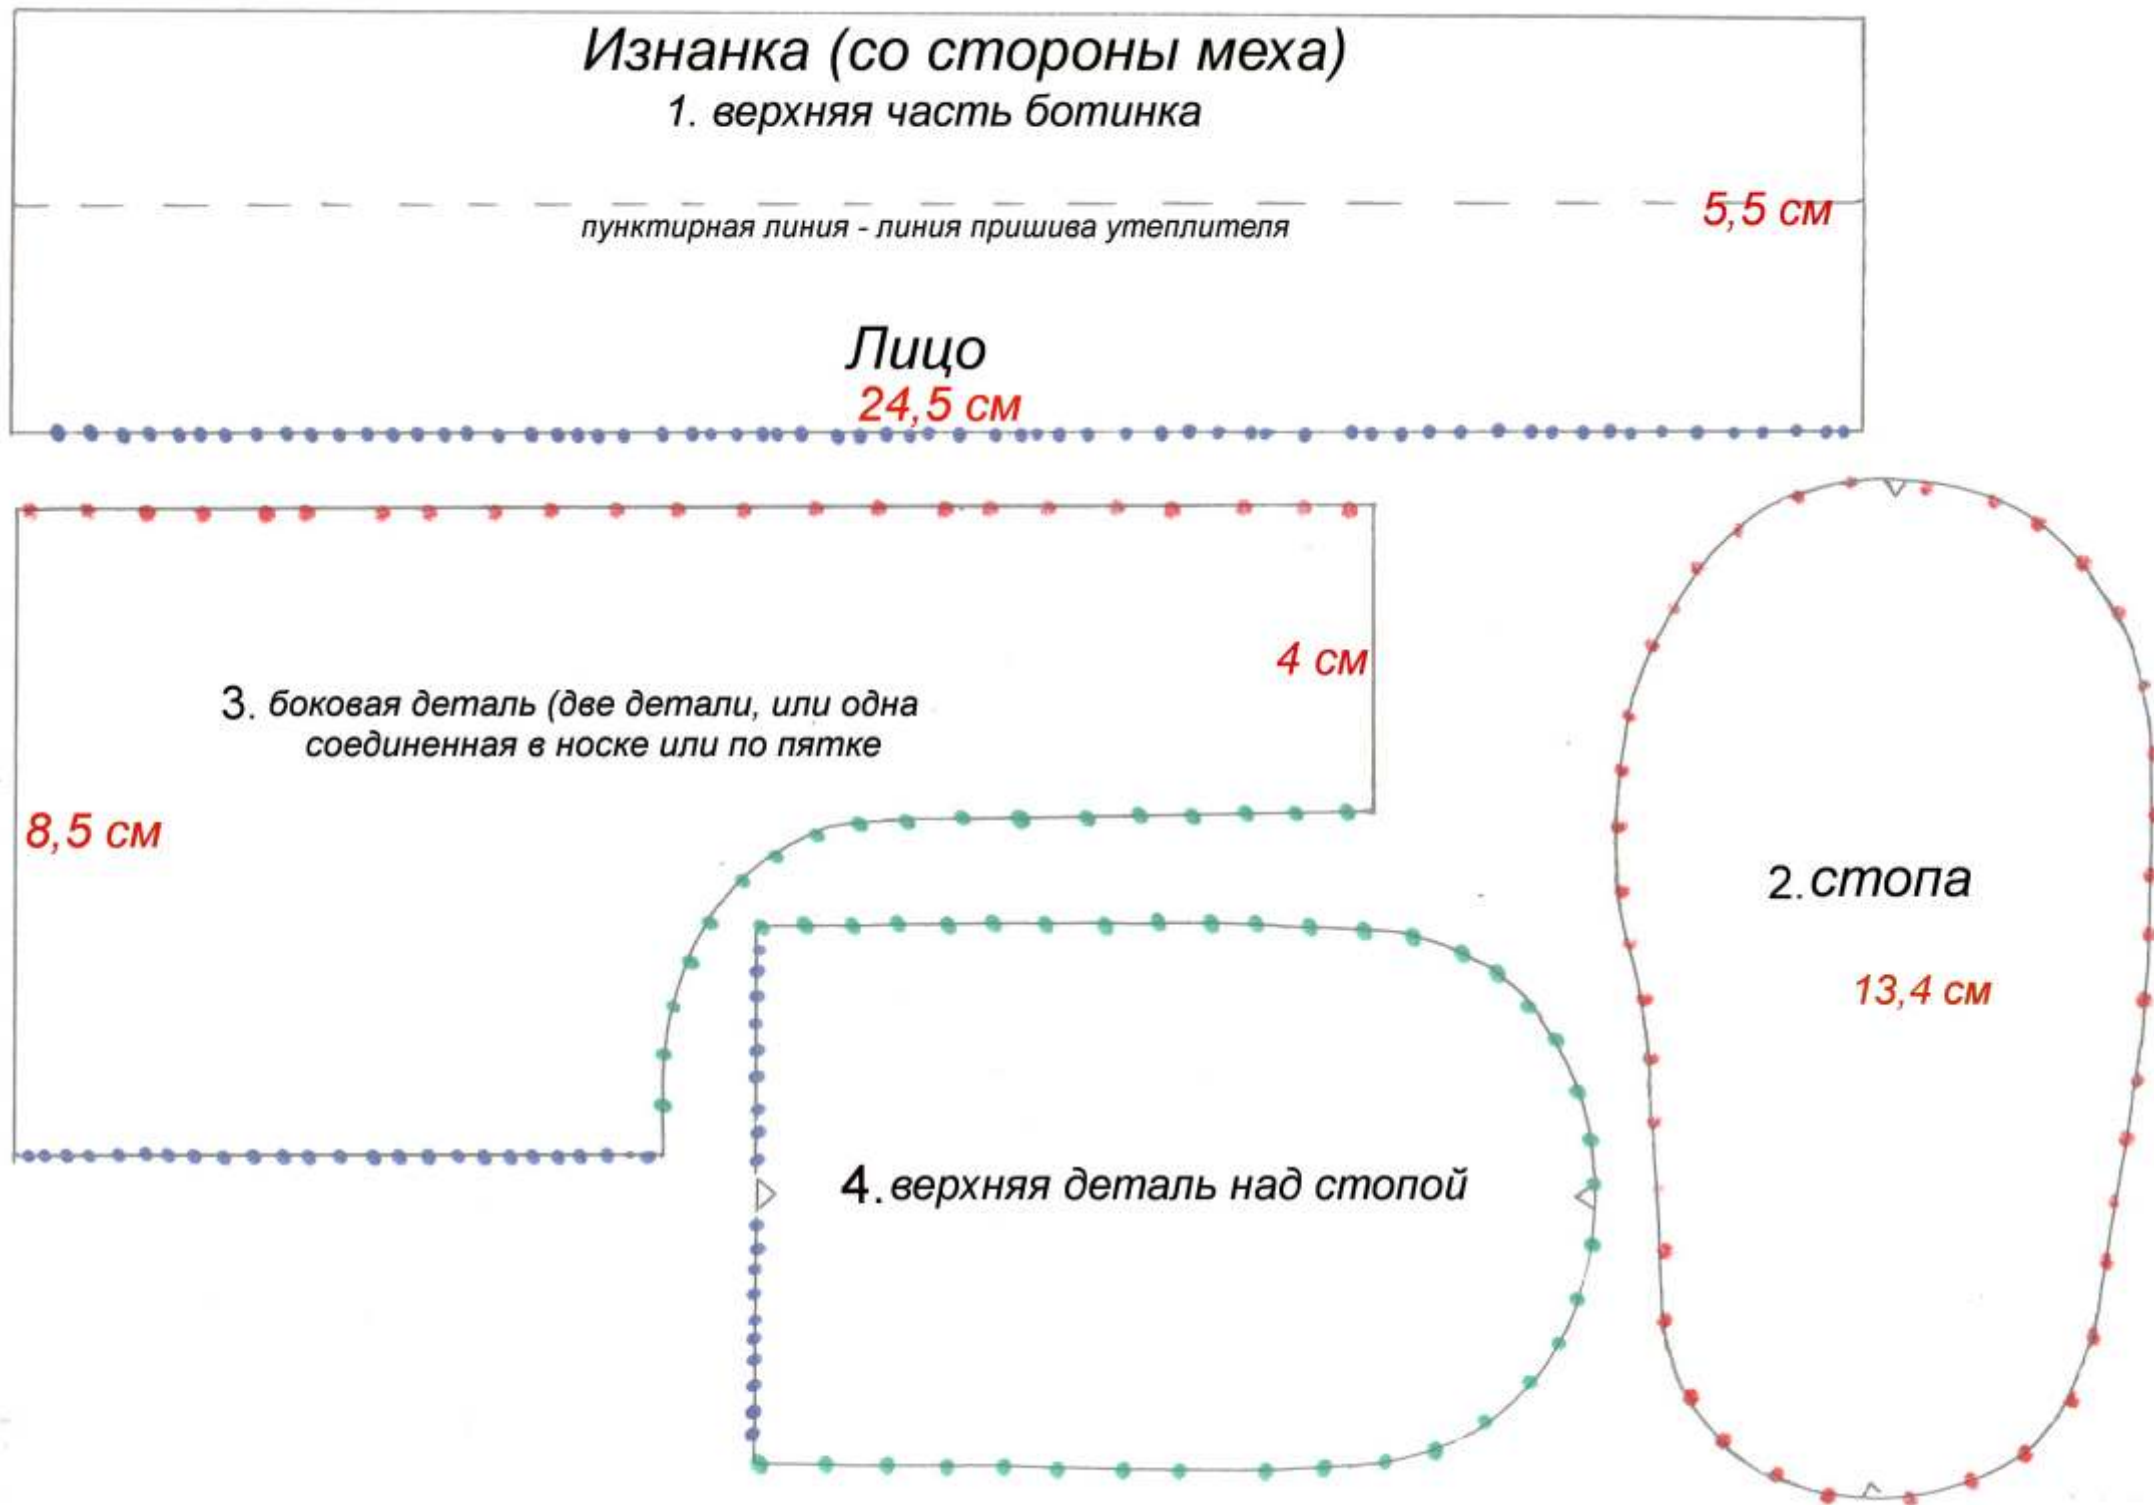 Изнанка (со стороны меха)
1. верхняя часть ботинка
5,5 см
пунктирная линия - линия пришива утеплителя
Лицо
24,5 см
4 см
3. боковая деталь (две детали, или одна
соединенная в носке или по пятке
8,5 см
2. стопа
13,4 см
4. верхняя деталь над стопой